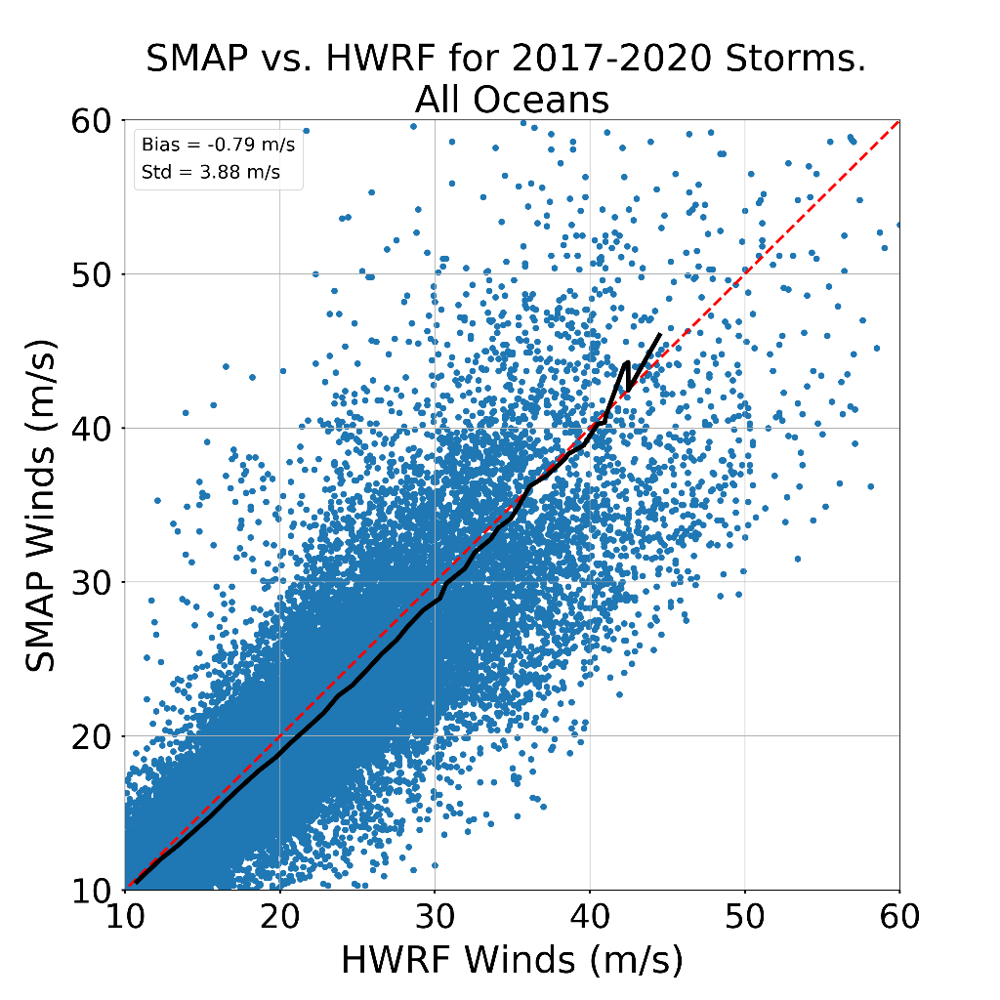 SMAP vs. HWRF for 2017-2020 Storms.
All Oceans
Bias = -0.79 m/s
Std = 3.88 m/s
SMAP Winds (m/s)
60
50
40
30
20
10
10 20 30 40 50 60
HWRF Winds (m/s)